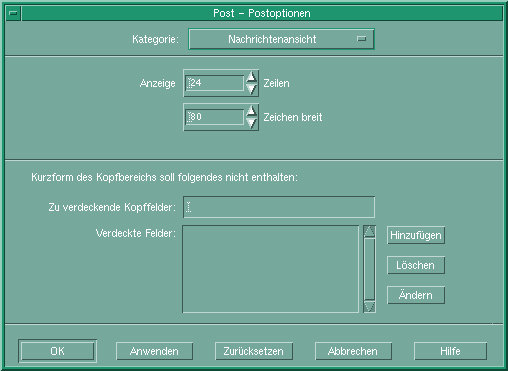 Post – Postoptionen
Kategorie: Nachrichtenansicht
Anzeige 24 Zeilen
80 Zeichen breit
Kurzform des Kopfbereichs soll folgendes nicht enthalten:
Zu verdeckende Kopffelder:
Verdeckte Felder:
Hinzufügen
Löschen
Ändern
OK Anwenden Zurücksetzen Abbrechen Hilfe